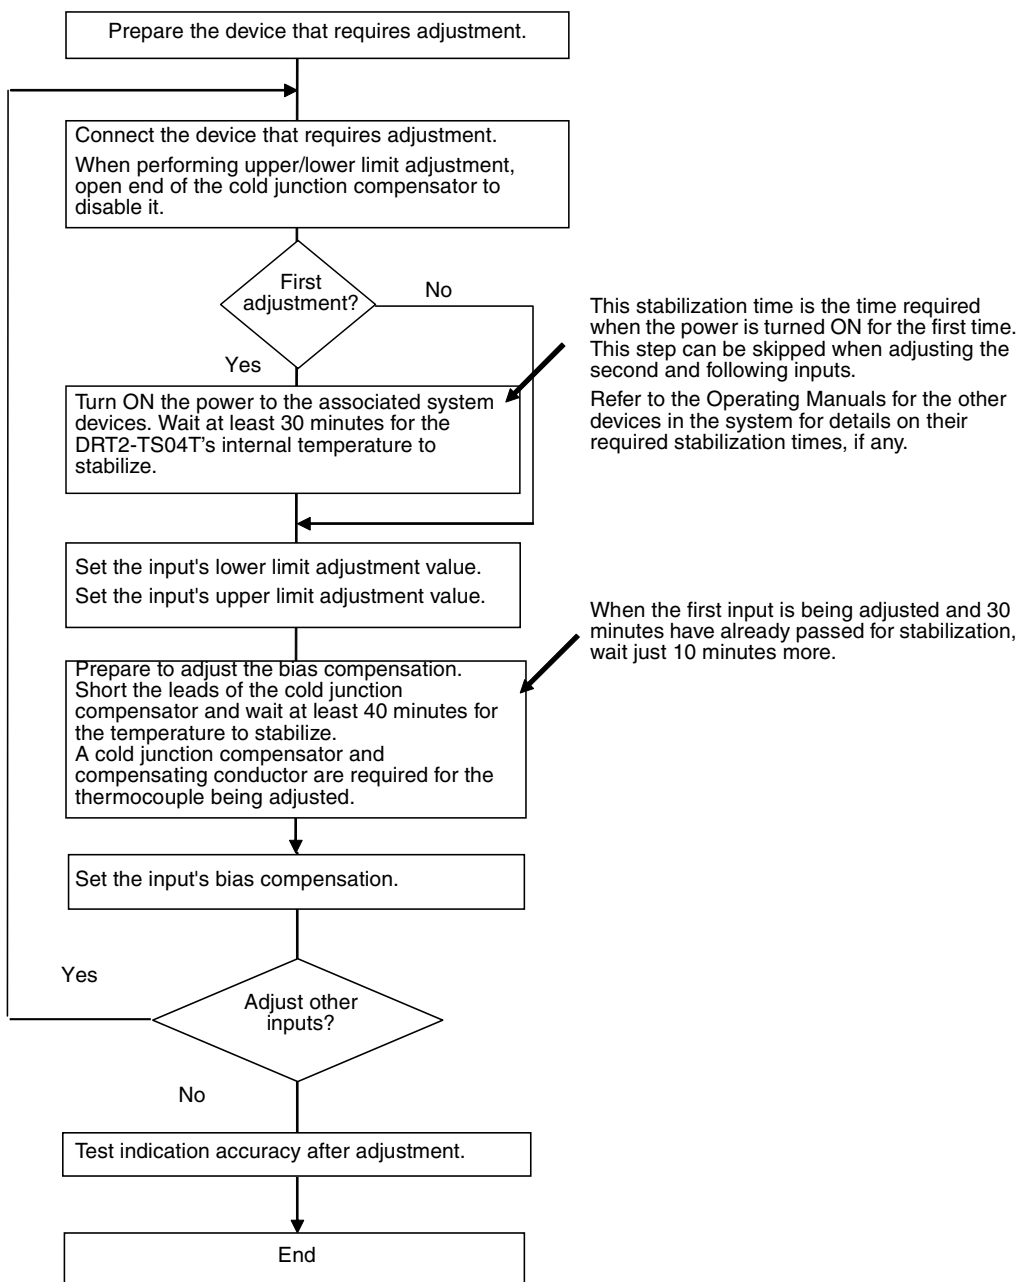 Prepare the device that requires adjustment.
Connect the device that requires adjustment.
When performing upper/lower limit adjustment,
open end of the cold junction compensator to
disable it.
First
adjustment?
No
Yes
This stabilization time is the time required
when the power is turned ON for the first time.
This step can be skipped when adjusting the
second and following inputs.
Refer to the Operating Manuals for the other
devices in the system for details on their
required stabilization times, if any.
Turn ON the power to the associated system
devices. Wait at least 30 minutes for the
DRT2-TS04T's internal temperature to
stabilize.
Set the input's lower limit adjustment value.
Set the input's upper limit adjustment value.
When the first input is being adjusted and 30
minutes have already passed for stabilization,
wait just 10 minutes more.
Prepare to adjust the bias compensation.
Short the leads of the cold junction
compensator and wait at least 40 minutes for
the temperature to stabilize.
A cold junction compensator and
compensating conductor are required for the
thermocouple being adjusted.
Set the input's bias compensation.
Yes
Adjust other
inputs?
No
Test indication accuracy after adjustment.
End